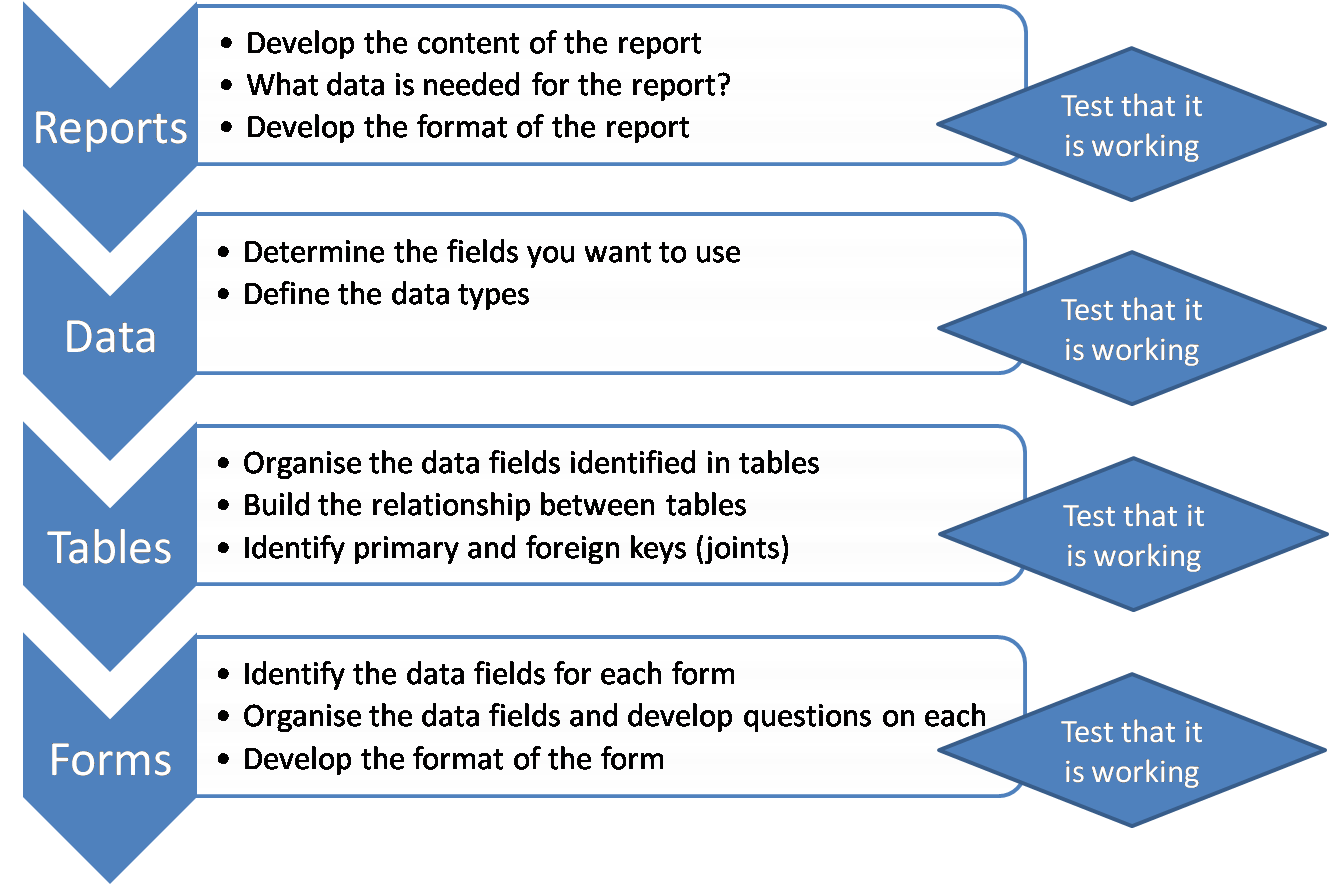 Reports
• Develop the content of the report
• What data is needed for the report?
• Develop the format of the report
Test that it
is working
Data
• Determine the fields you want to use
• Define the data types
Test that it
is working
Tables
• Organise the data fields identified in tables
• Build the relationship between tables
• Identify primary and foreign keys (joints)
Test that it
is working
Forms
• Identify the data fields for each form
• Organise the data fields and develop questions on each
• Develop the format of the form
Test that it
is working